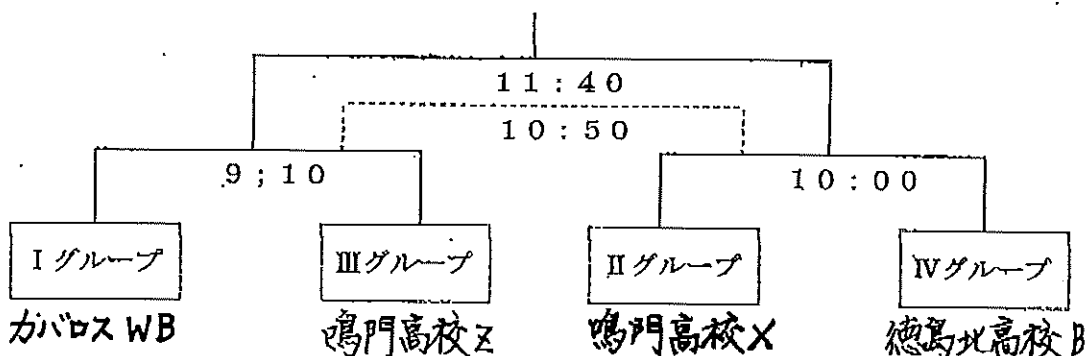 11:40
10:50
9;10
10:00
Ⅰグループ
Ⅲグループ
Ⅱグループ
Ⅳグループ
カバロス WB
鳴門高校Z
鳴門高校X
徳島北高校B